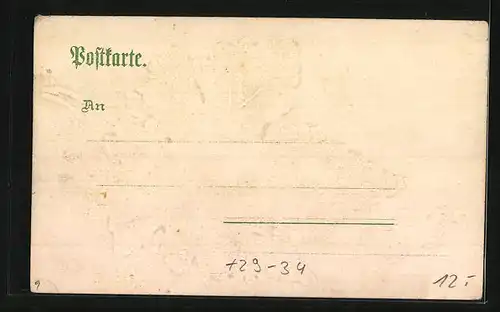 Postkarte.
An
+29-34
12.-